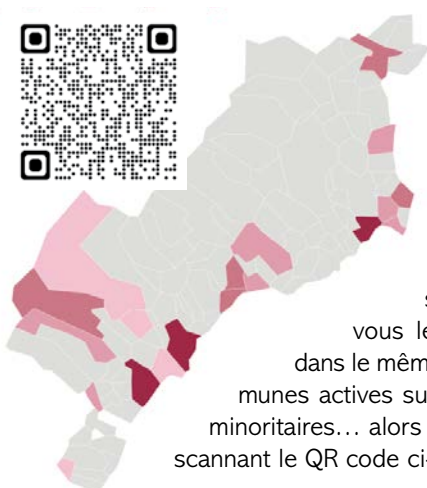 s
vous le
dans le mêm
munes actives su
minoritaires… alors
scannant le QR code ci-